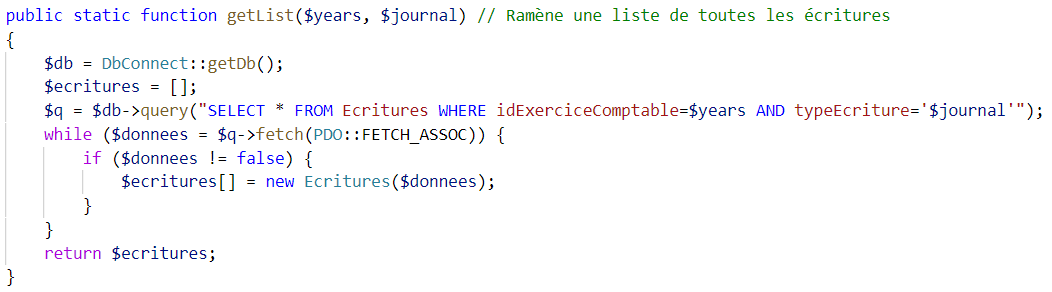 public static function getList($years, $journal) // Ramène une liste de toutes les écritures
{
    $db = DbConnect::getDb();
    $ecritures = [];
    $q = $db->query("SELECT * FROM Ecritures WHERE idExerciceComptable=$years AND typeEcriture='$journal'");
    while ($donnees = $q->fetch(PDO::FETCH_ASSOC)) {
        if ($donnees != false) {
            $ecritures[] = new Ecritures($donnees);
        }
    }
    return $ecritures;
}